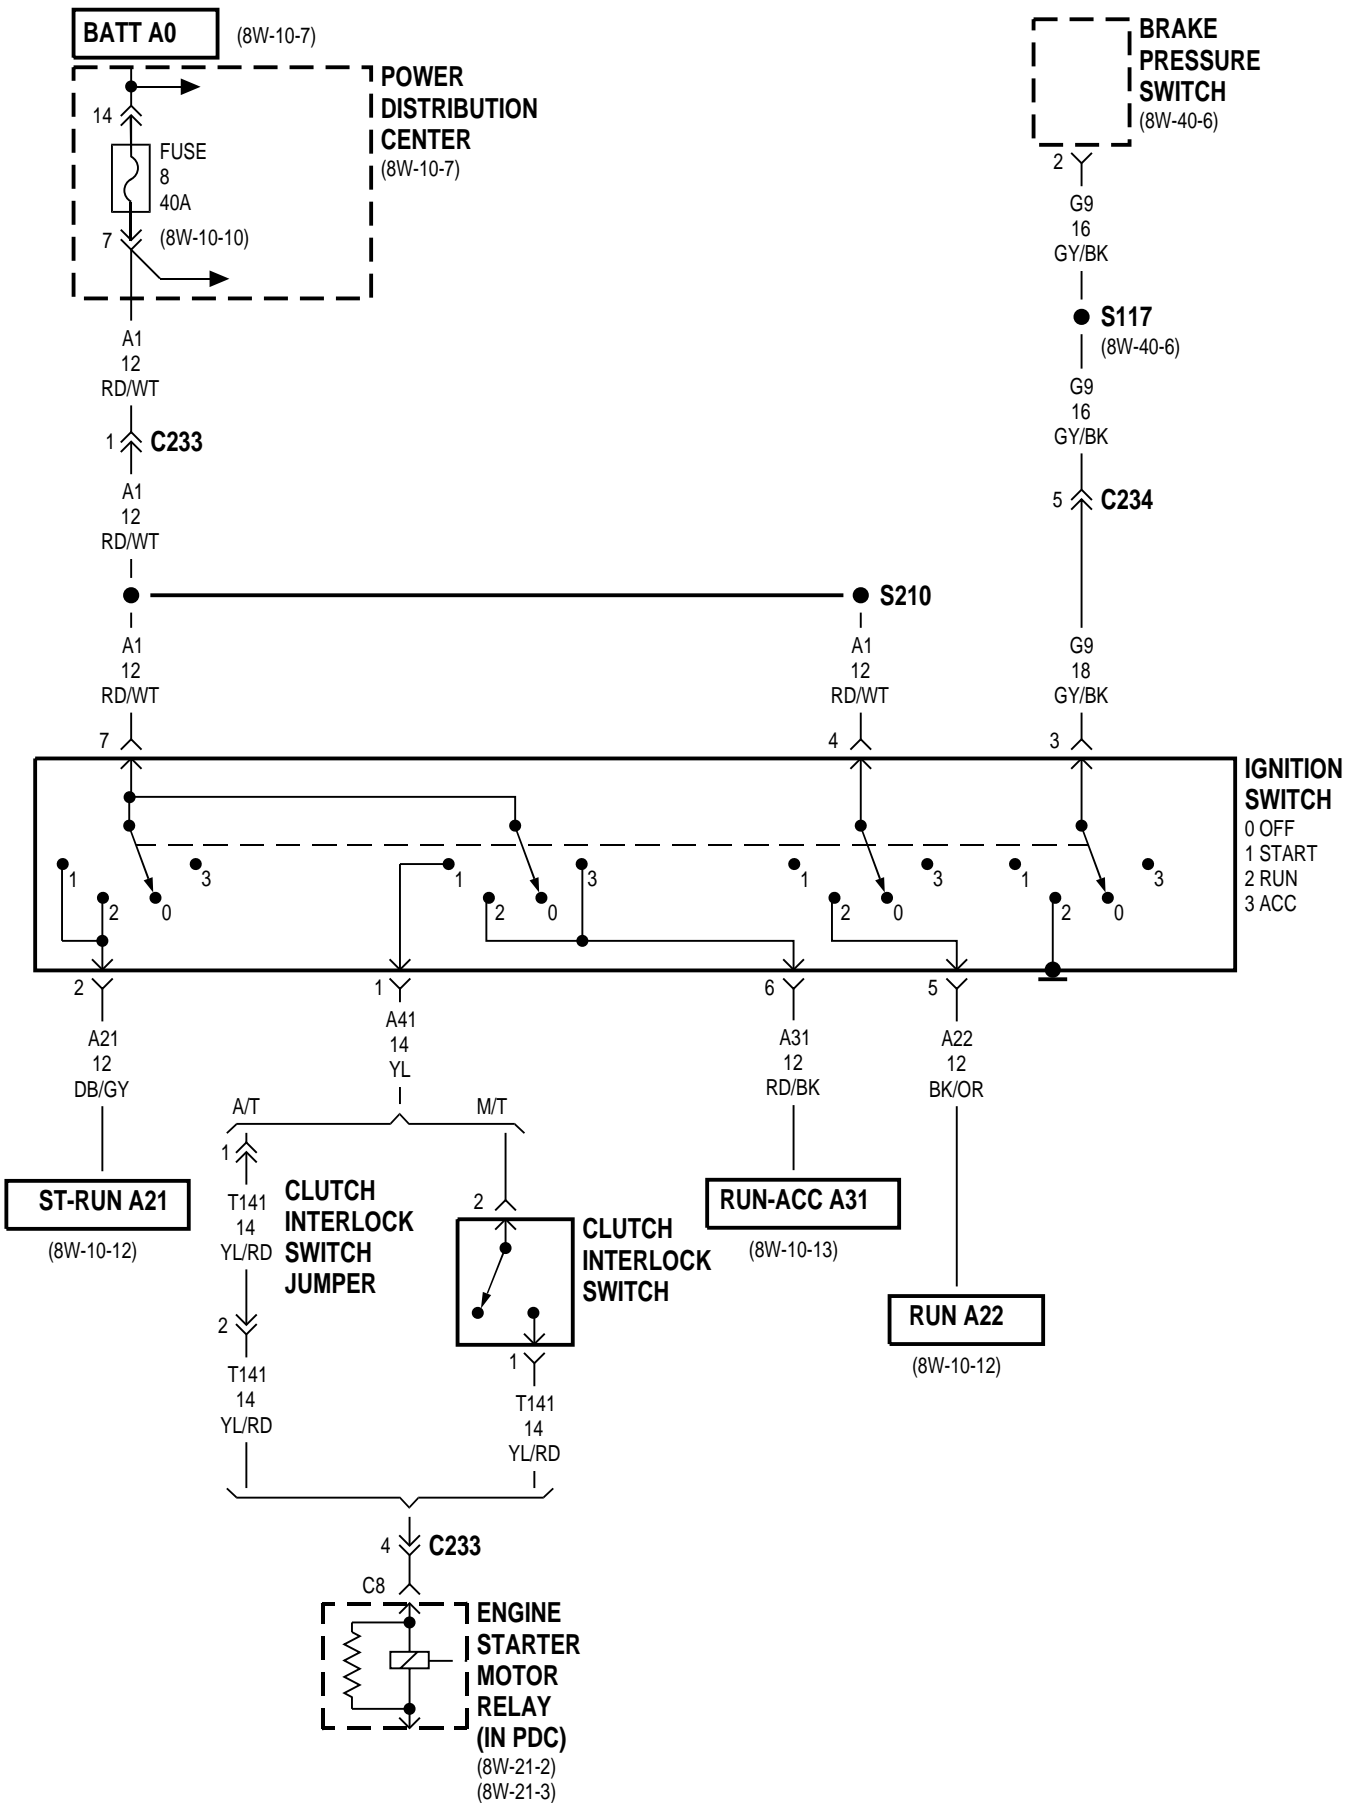 BATT A0
(8W-10-7)
POWER
DISTRIBUTION
CENTER
(8W-10-7)
14
FUSE
8
40A
7
(8W-10-10)
A1
12
RD/WT
1
C233
A1
12
RD/WT
S210
A1
12
RD/WT
A1
12
RD/WT
BRAKE
PRESSURE
SWITCH
(8W-40-6)
2
G9
16
GY/BK
S117
(8W-40-6)
G9
16
GY/BK
5
C234
G9
18
GY/BK
7
4
3
IGNITION
SWITCH
0 OFF
1 START
2 RUN
3 ACC
1
2
0
3
1
2
0
3
1
2
0
3
1
2
0
3
2
1
6
5
A21
12
DB/GY
ST-RUN A21
(8W-10-12)
A41
14
YL
A/T
M/T
1
T141
14
YL/RD
2
T141
14
YL/RD
CLUTCH
INTERLOCK
SWITCH
JUMPER
2
CLUTCH
INTERLOCK
SWITCH
1
T141
14
YL/RD
A31
12
RD/BK
RUN-ACC A31
(8W-10-13)
A22
12
BK/OR
RUN A22
(8W-10-12)
4
C233
C8
ENGINE
STARTER
MOTOR
RELAY
(IN PDC)
(8W-21-2)
(8W-21-3)